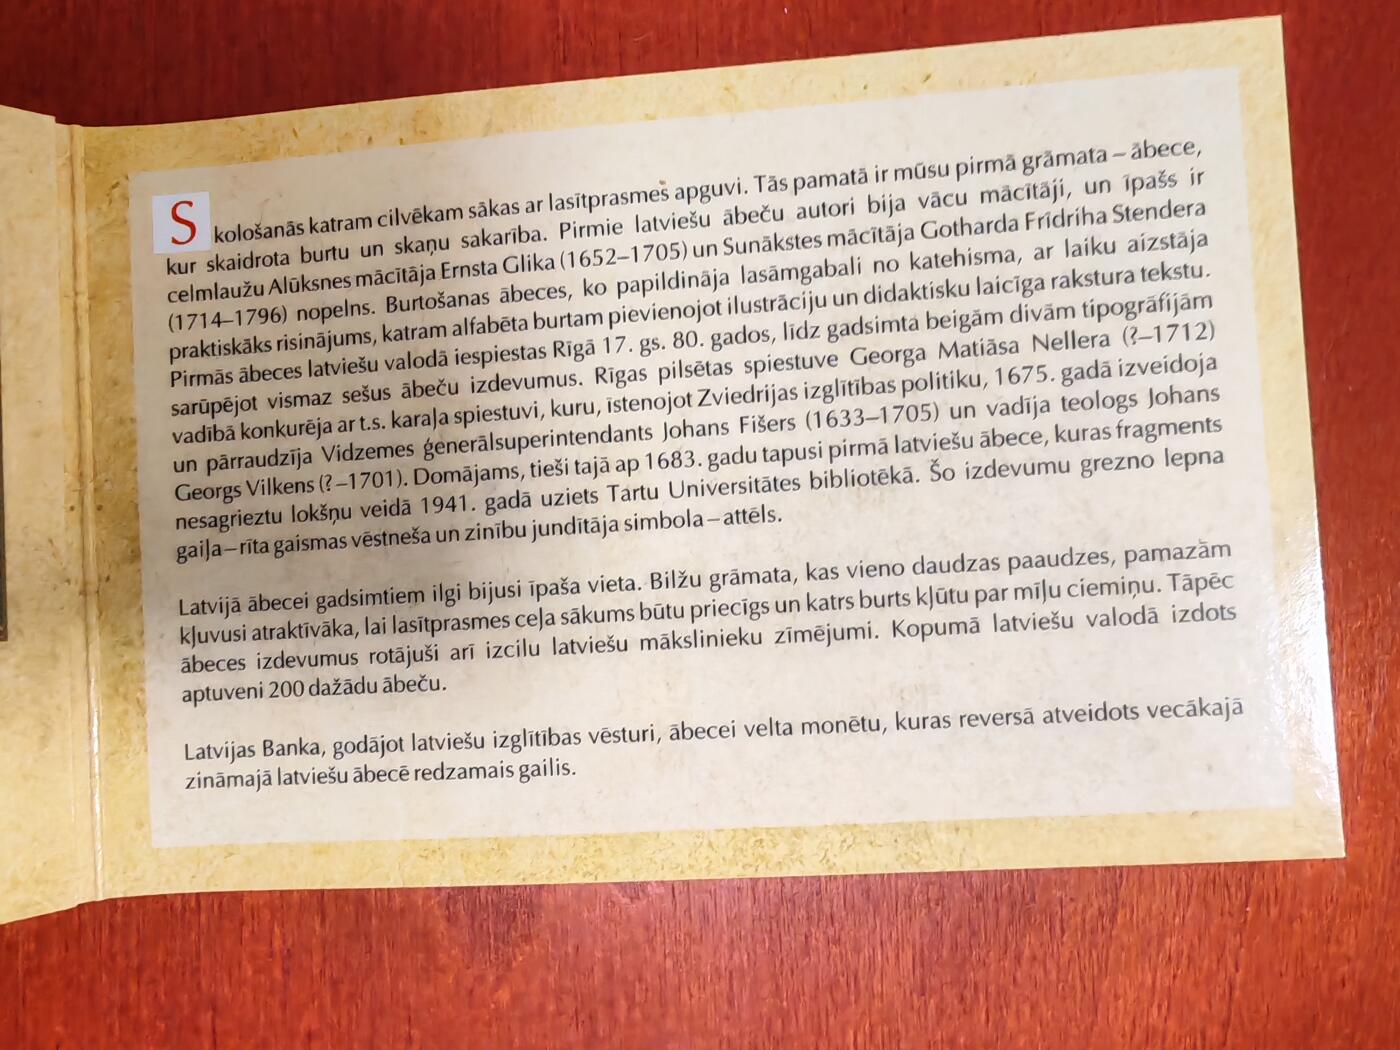 Skološanās katram cilvēkam sākas ar lasītprasmes apguvi. Tās pamatā ir mūsu pirmā grāmata – ābece,
kur skaidrota burtu un skaņu sakarība. Pirmie latviešu ābeču autori bija vācu mācītāji, un īpašs ir
celmlaužu Alūksnes mācītāja Ernsta Glika (1652–1705) un Sunākstes mācītāja Gotharda Frīdriha Stendera
(1714–1796) nopelns. Burtošanas ābeces, ko papildināja lasāmgabali no katehisma, ar laiku aizstāja
praktiskāks risinājums, katram alfabēta burtam pievienojot ilustrāciju un didaktisku laicīga rakstura tekstu.
Pirmās ābeces latviešu valodā iespiestas Rīgā 17. gs. 80. gados, līdz gadsimta beigām divām tipogrāfijām
sarūpējot vismaz sešus ābeču izdevumus. Rīgas pilsētas spiestuve Georga Matiāsa Nellera (?–1712)
vadībā konkurēja ar t.s. karaļa spiestuvi, kuru, īstenojot Zviedrijas izglītības politiku, 1675. gadā izveidoja
un pārraudzīja Vidzemes ģenerālsuperintendants Johans Fišers (1633–1705) un vadīja teologs Johans
Georgs Vilkens (?–1701). Domājams, tieši tajā ap 1683. gadu tapusi pirmā latviešu ābece, kuras fragments
nesagrieztu lokšņu veidā 1941. gadā uziets Tartu Universitātes bibliotēkā. Šo izdevumu grezno lepna
gaiļa – rīta gaismas vēstneša un zinību jundītāja simbola – attēls.
Latvijā ābecei gadsimtiem ilgi bijusi īpaša vieta. Bilžu grāmata, kas vieno daudzas paaudzes, pamazām
kļuvusi atraktīvāka, lai lasītprasmes ceļa sākums būtu priecīgs un katrs burts kļūtu par mīļu ciemiņu. Tāpēc
ābeces izdevumus rotājuši arī izcilu latviešu mākslinieku zīmējumi. Kopumā latviešu valodā izdots
aptuveni 200 dažādu ābeču.
Latvijas Banka, godājot latviešu izglītības vēsturi, ābecei velta monētu, kuras reversā atveidots vecākajā
zināmajā latviešu ābecē redzamais gailis.